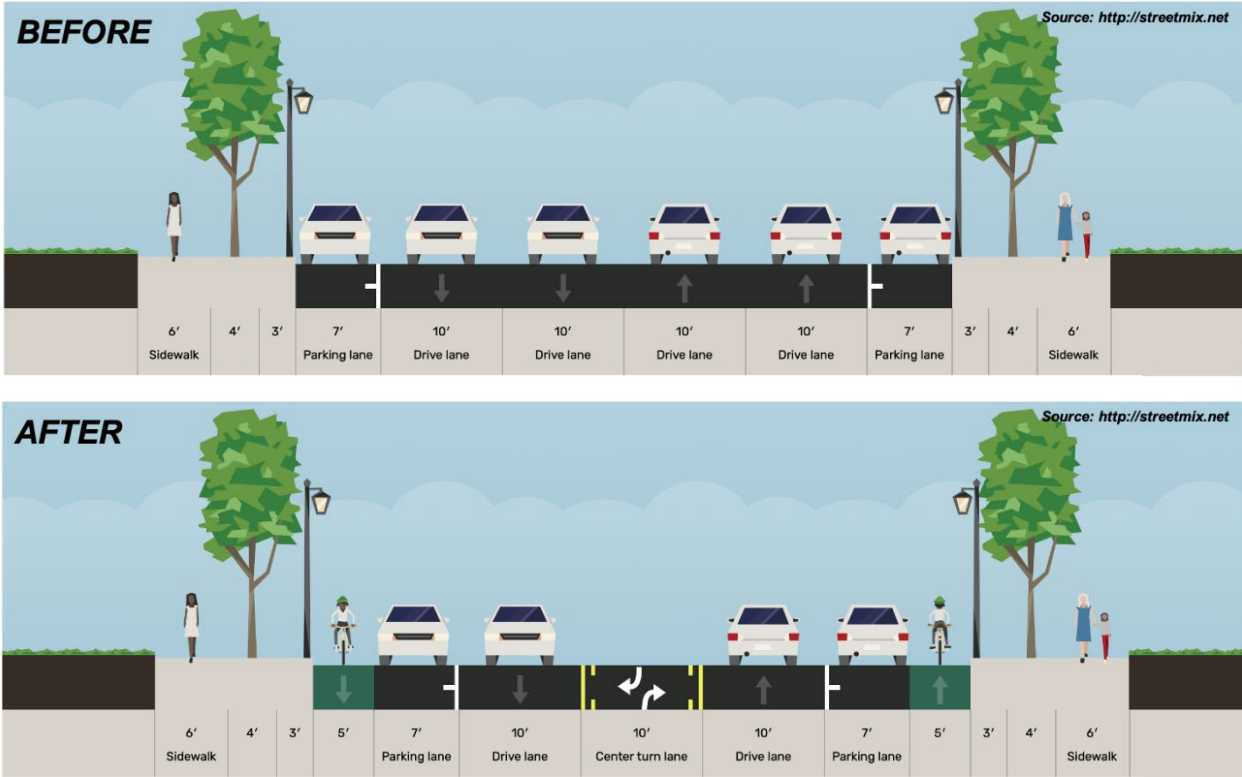 BEFORE
Source: http://streetmix.net
6′ 4′ 3′ 7′ 10′ 10′ 10′ 10′ 7′ 3′ 4′ 6′
Sidewalk Parking lane Drive lane Drive lane Drive lane Drive lane Parking lane Sidewalk
AFTER
Source: http://streetmix.net
6′ 4′ 3′ 5′ 7′ 10′ 10′ 10′ 7′ 5′ 3′ 4′ 6′
Sidewalk Parking lane Drive lane Center turn lane Drive lane Parking lane Sidewalk